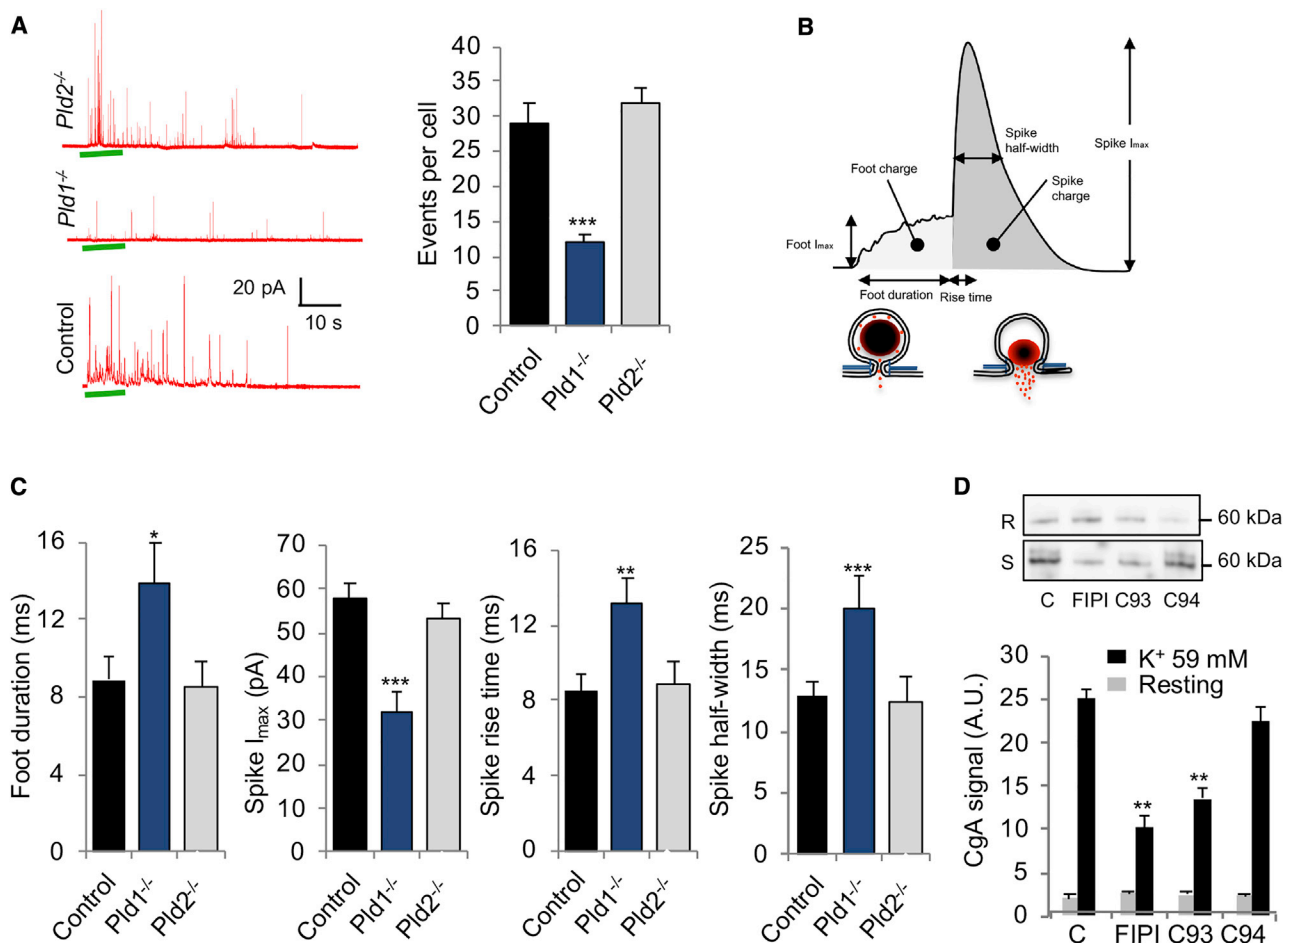 A
Pld2-/-
Pld1-/-
Control
20 pA
10 s
Events per cell
40
35
30
25
20
15
10
5
0
***
Control
Pld1-/-
Pld2-/-
B
Foot charge
Spike
half-width
Spike Imax
Spike
charge
Foot Imax
Foot duration
Rise time
C
Foot duration (ms)
16
12
8
4
0
*
Control
Pld1-/-
Pld2-/-
Spike Imax (pA)
70
60
50
40
30
20
10
0
***
Control
Pld1-/-
Pld2-/-
Spike rise time (ms)
16
12
8
4
0
**
Control
Pld1-/-
Pld2-/-
Spike half-width (ms)
25
20
15
10
5
0
***
Control
Pld1-/-
Pld2-/-
D
R
60 kDa
S
60 kDa
C FIPI C93 C94
CgA signal (A.U.)
30
25
20
15
10
5
0
K+ 59 mM
Resting
**
**
C FIPI C93 C94